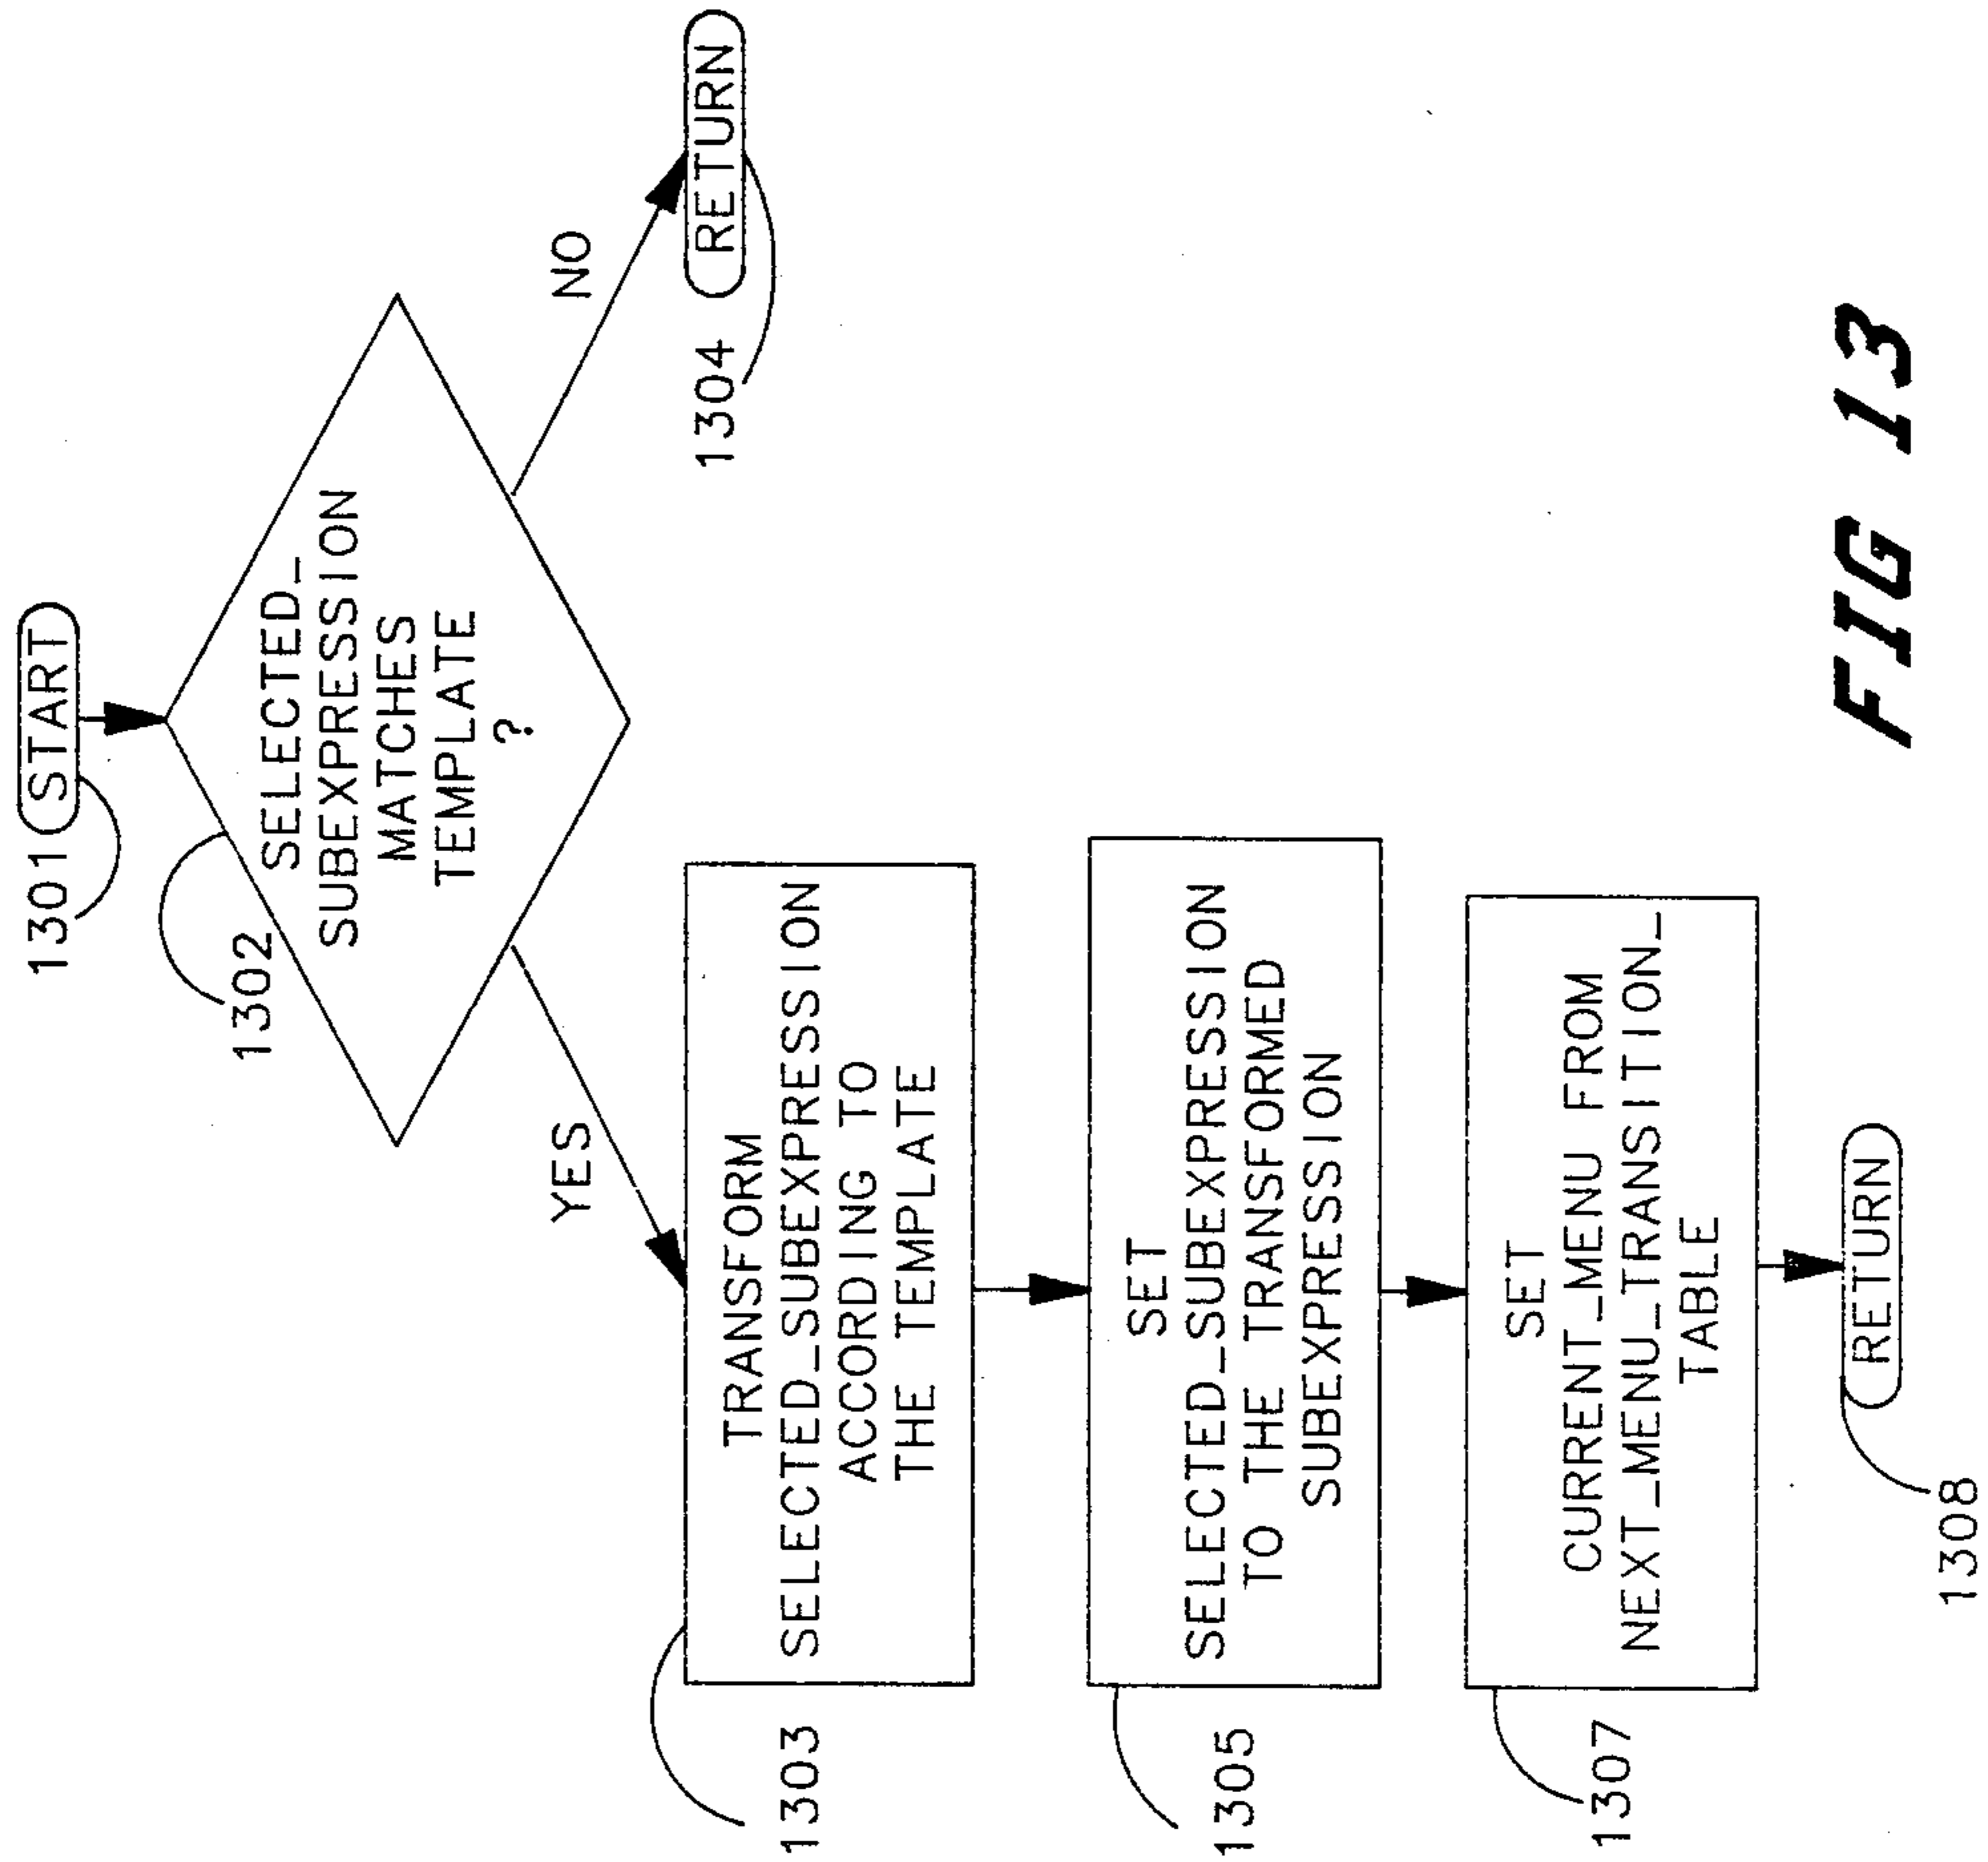 1301
START
1302
SELECTED_
SUBEXPRESSION
MATCHES
TEMPLATE
?
YES
NO
1304
RETURN
1303
TRANSFORM
SELECTED_SUBEXPRESSION
ACCORDING TO
THE TEMPLATE
1305
SET
SELECTED_SUBEXPRESSION
TO THE TRANSFORMED
SUBEXPRESSION
1307
SET
CURRENT_MENU FROM
NEXT_MENU_TRANSITION_
TABLE
1308
RETURN
FIG 13